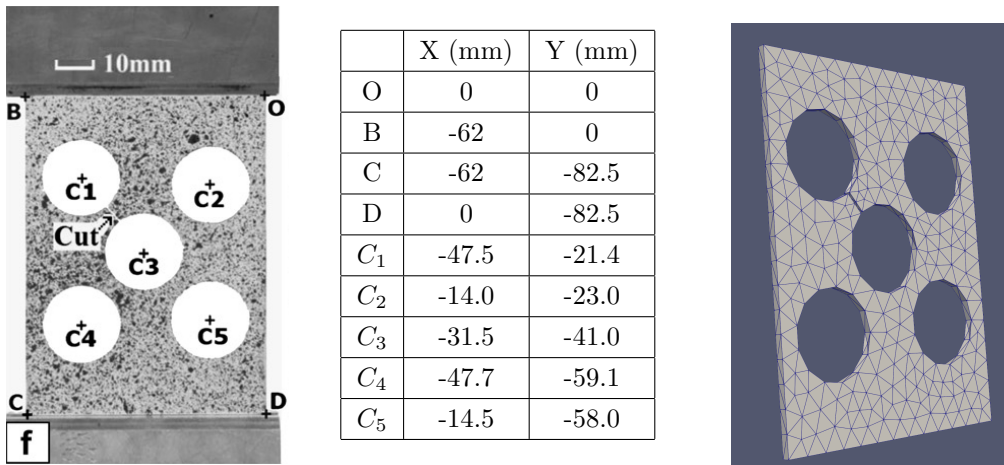 10mm
B
O
C1
C2
Cut
C3
C4
C5
C
D
f
X (mm) Y (mm)
O 0 0
B -62 0
C -62 -82.5
D 0 -82.5
C1 -47.5 -21.4
C2 -14.0 -23.0
C3 -31.5 -41.0
C4 -47.7 -59.1
C5 -14.5 -58.0